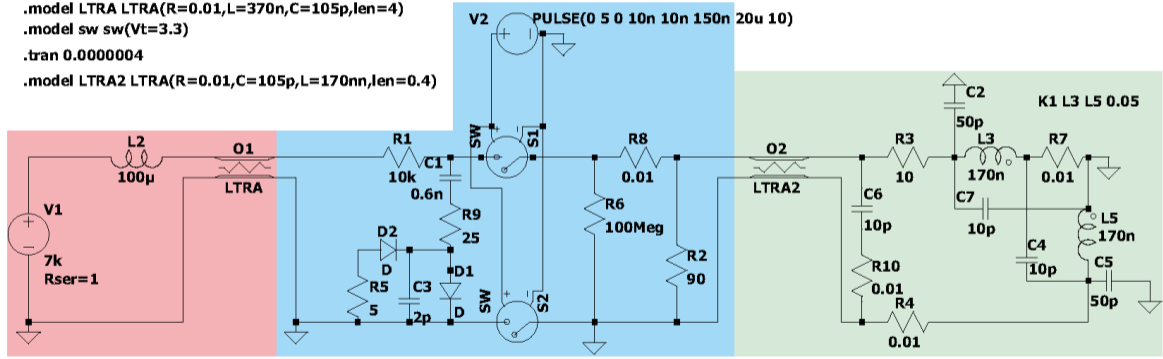 .model LTRA LTRA(R=0.01,L=370n,C=105p,len=4)
.model sw sw(Vt=3.3)
.tran 0.0000004
.model LTRA2 LTRA(R=0.01,C=105p,L=170nn,len=0.4)
V2
PULSE(0 5 0 10n 10n 150n 20u 10)
+
−
L2
100µ
O1
LTRA
V1
+
−
7k
Rser=1
R1
10k
C1
0.6n
R9
25
D2
D
R5
5
C3
2p
D1
D
SW
+
−
S1
SW
+
−
S2
R8
0.01
R6
100Meg
R2
90
O2
LTRA2
C6
10p
R10
0.01
R4
0.01
R3
10
C2
50p
K1 L3 L5 0.05
L3
170n
R7
0.01
C7
10p
C4
10p
L5
170n
C5
50p